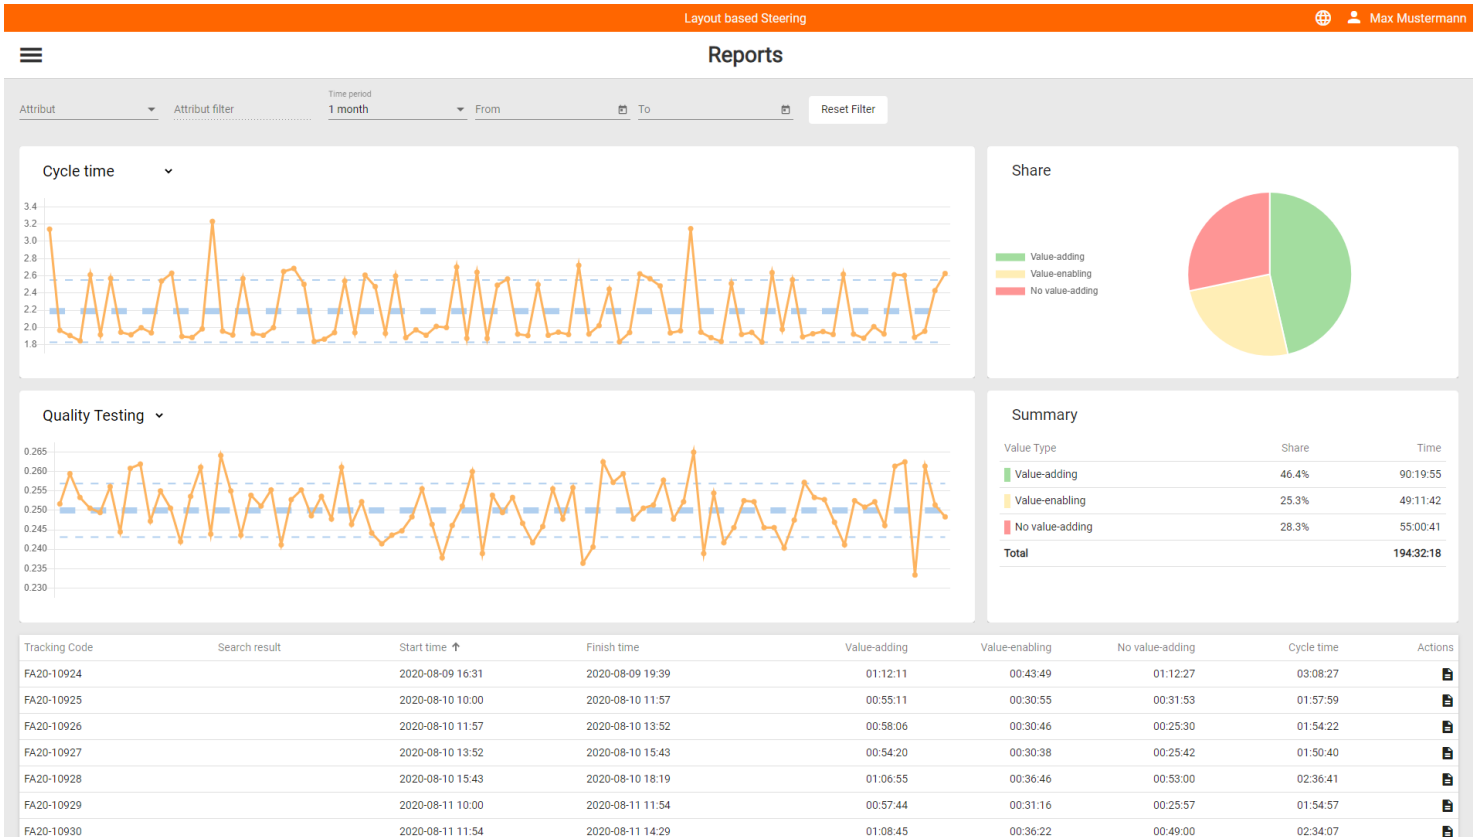 Layout based Steering
Max Mustermann
Reports
Time period
Attribut Attribut filter 1 month From To Reset Filter
Cycle time
3.4
3.2
3.0
2.8
2.6
2.4
2.2
2.0
1.8
Share
Value-adding
Value-enabling
No value-adding
Quality Testing
0.265
0.260
0.255
0.250
0.245
0.240
0.235
0.230
Summary
Value Type Share Time
Value-adding 46.4% 90:19:55
Value-enabling 25.3% 49:11:42
No value-adding 28.3% 55:00:41
Total 194:32:18
Tracking Code Search result Start time Finish time Value-adding Value-enabling No value-adding Cycle time Actions
FA20-10924 2020-08-09 16:31 2020-08-09 19:39 01:12:11 00:43:49 01:12:27 03:08:27
FA20-10925 2020-08-10 10:00 2020-08-10 11:57 00:55:11 00:30:55 00:31:53 01:57:59
FA20-10926 2020-08-10 11:57 2020-08-10 13:52 00:58:06 00:30:46 00:25:30 01:54:22
FA20-10927 2020-08-10 13:52 2020-08-10 15:43 00:54:20 00:30:38 00:25:42 01:50:40
FA20-10928 2020-08-10 15:43 2020-08-10 18:19 01:06:55 00:36:46 00:53:00 02:36:41
FA20-10929 2020-08-11 10:00 2020-08-11 11:54 00:57:44 00:31:16 00:25:57 01:54:57
FA20-10930 2020-08-11 11:54 2020-08-11 14:29 01:08:45 00:36:22 00:49:00 02:34:07